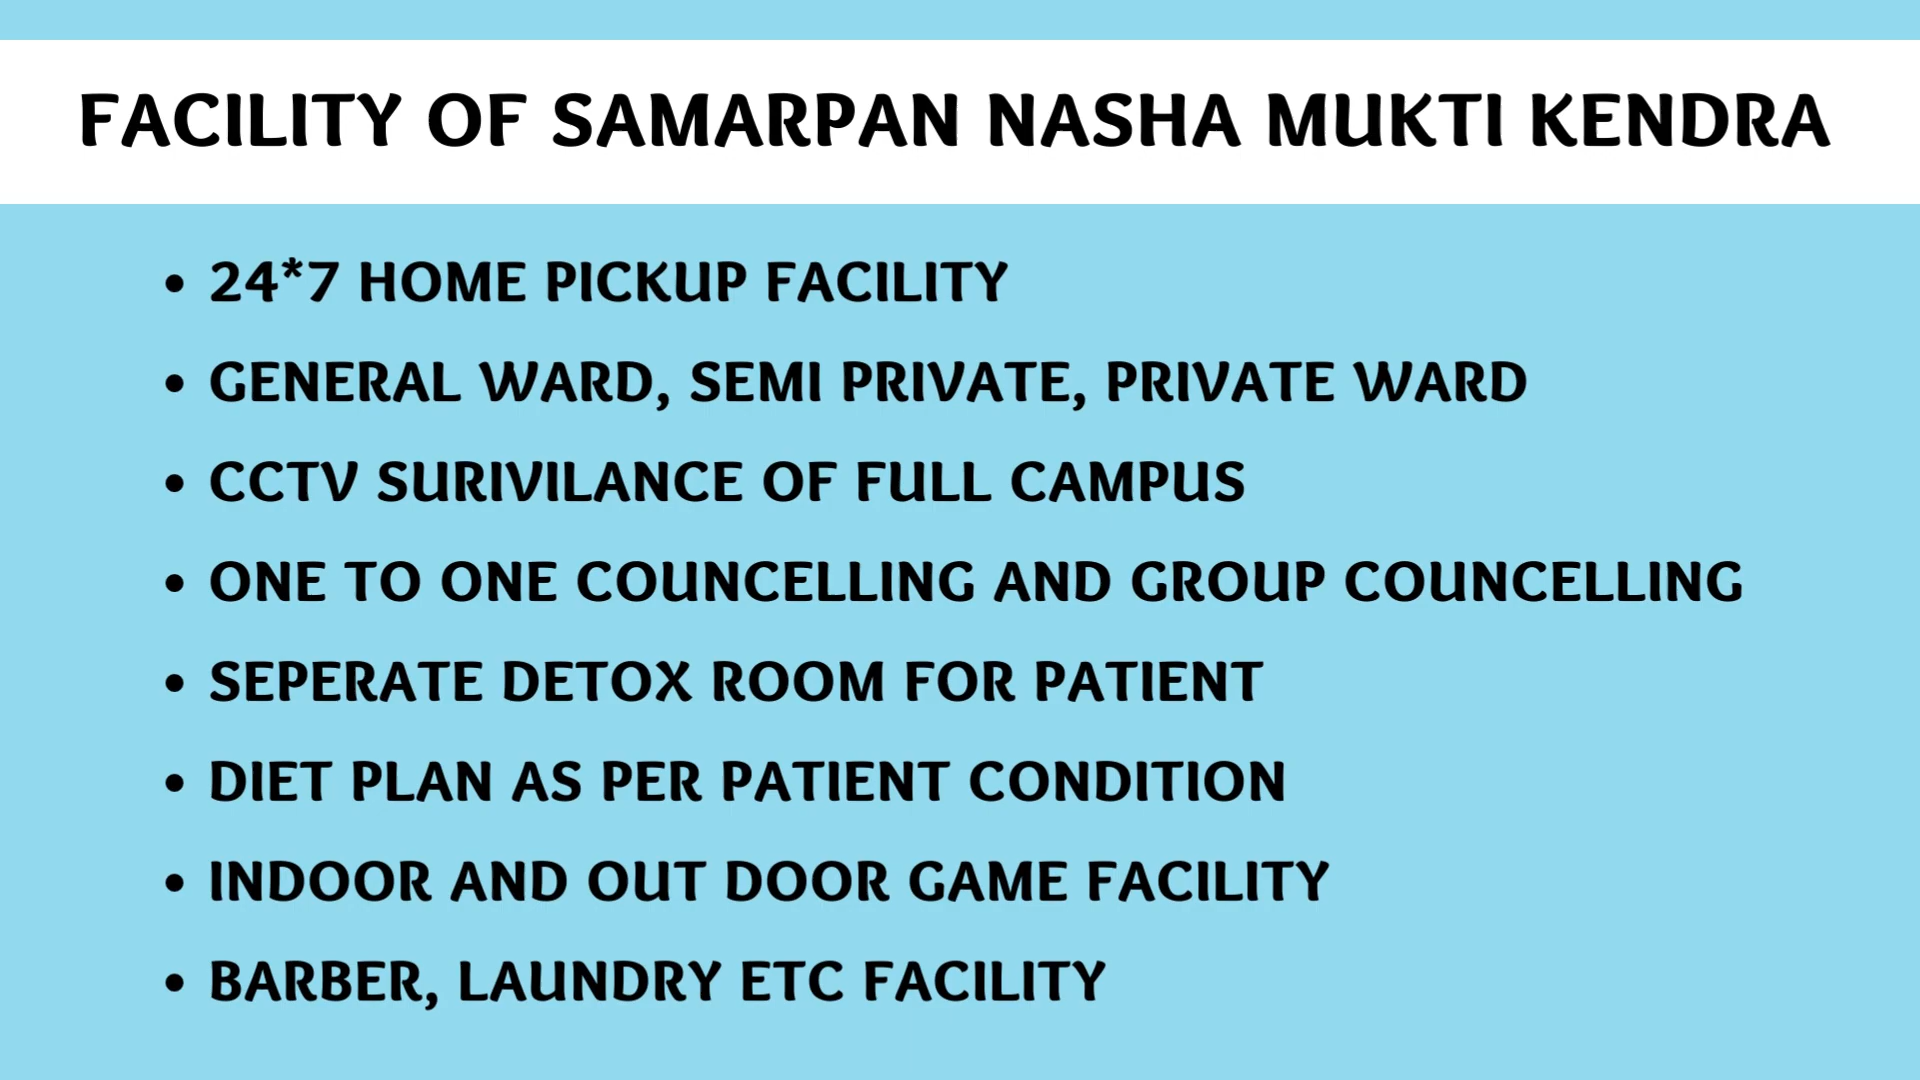 FACILITY OF SAMARPAN NASHA MUKTI KENDRA
• 24*7 HOME PICKUP FACILITY
• GENERAL WARD, SEMI PRIVATE, PRIVATE WARD
• CCTV SURIVILANCE OF FULL CAMPUS
• ONE TO ONE COUNCELLING AND GROUP COUNCELLING
• SEPERATE DETOX ROOM FOR PATIENT
• DIET PLAN AS PER PATIENT CONDITION
• INDOOR AND OUT DOOR GAME FACILITY
• BARBER, LAUNDRY ETC FACILITY